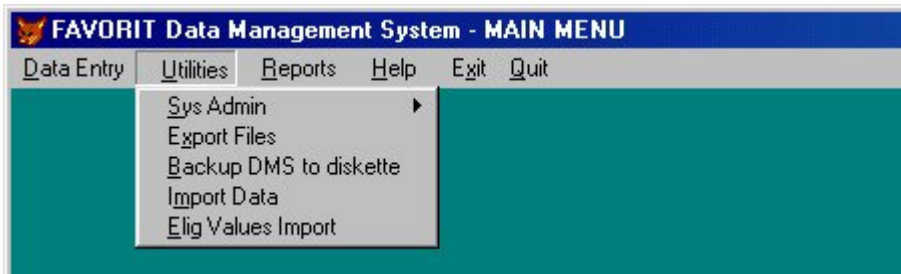 FAVORIT Data Management System - MAIN MENU
Data Entry Utilities Reports Help Exit Quit
Sys Admin
Export Files
Backup DMS to diskette
Import Data
Elig Values Import